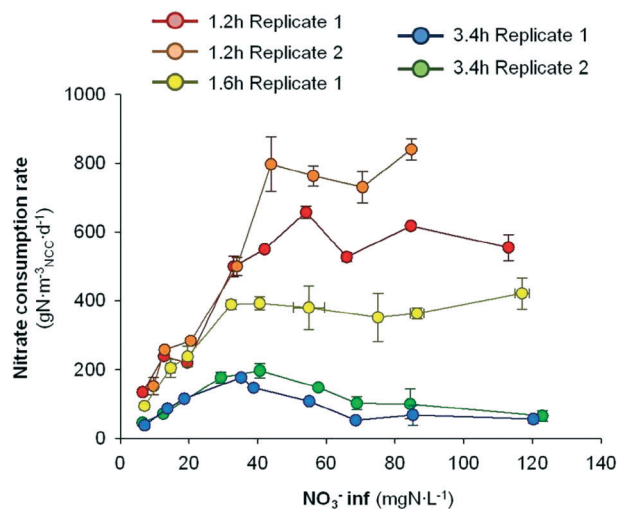 1.2h Replicate 1
1.2h Replicate 2
1.6h Replicate 1
3.4h Replicate 1
3.4h Replicate 2
Nitrate consumption rate
(gN·m⁻³NCC·d⁻¹)
1000
800
600
400
200
0
0 20 40 60 80 100 120 140
NO₃⁻ inf (mgN·L⁻¹)